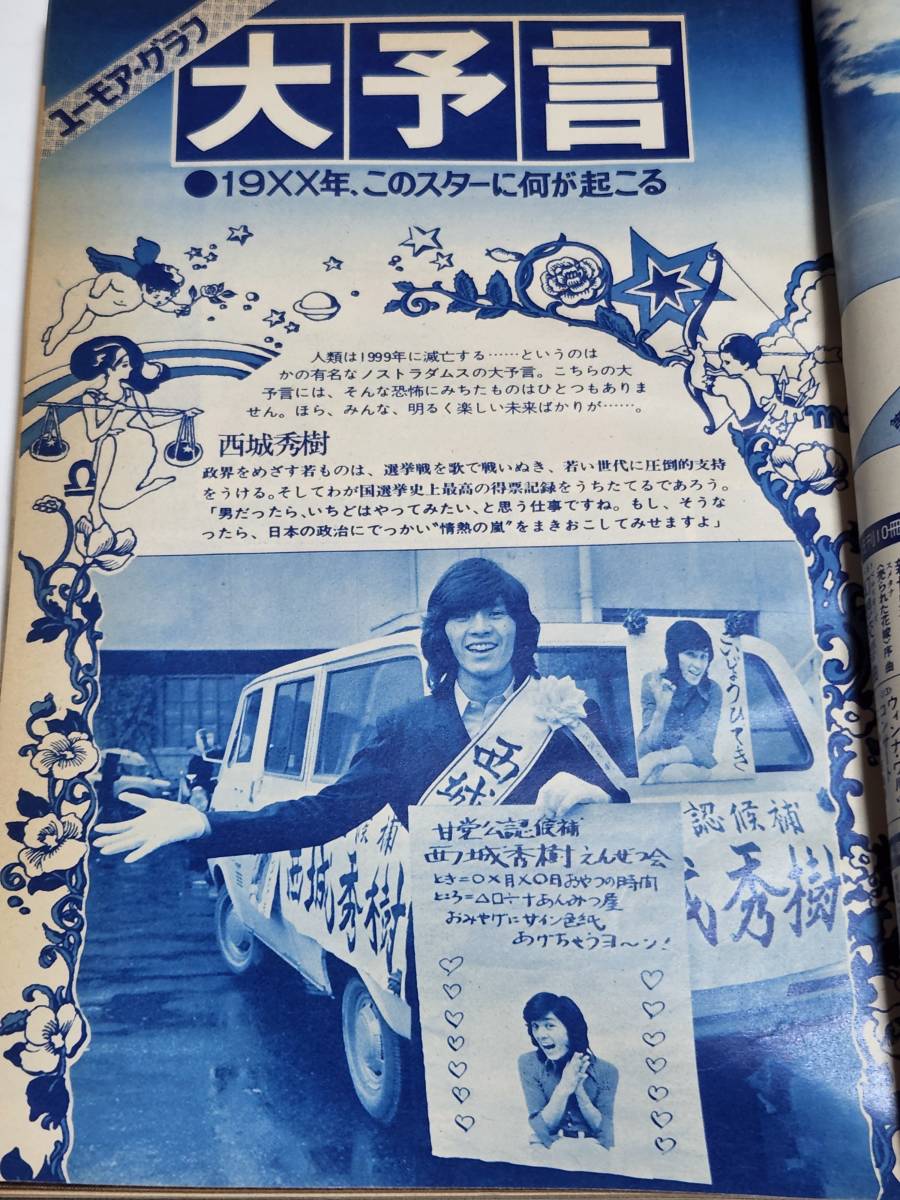 ユーモア・グラフ
大予言
●19XX年、このスターに何が起こる
人類は1999年に滅亡する……というのは
かの有名なノストラダムスの大予言。こちらの大
予言には、そんな恐怖にみちたものはひとつもありま
せん。ほら、みんな、明るく楽しい未来ばかりが……。
西城秀樹
政界をめざす若ものは、選挙戦を歌で戦いぬき、若い世代に圧倒的支持
をうける。そしてわが国選挙史上最高の得票記録をうちたてるであろう。
「男だったら、いちどはやってみたい、と思う仕事ですね。もし、そうな
ったら、日本の政治にでっかい“情熱の嵐”をまきおこしてみせますよ」
さいじょうひでき
西城
西城秀樹
認候補
城秀樹
甘党公認候補
西城秀樹えんぜつ会
とき=○×月×○日おやつの時間
ところ=△□六十あんみつ屋
おみやげにサイン色紙
あげちゃうヨ〜ン!
スメタナ
〈売られた花嫁〉序曲